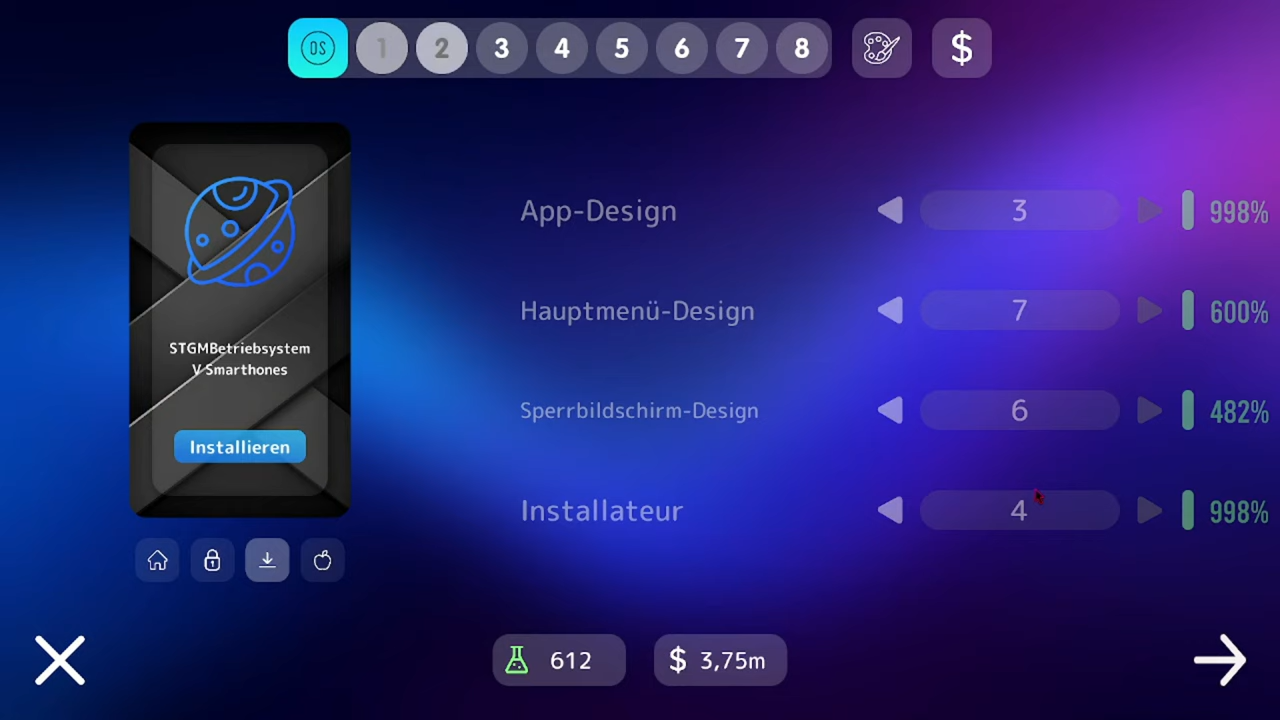 OS 1 2 3 4 5 6 7 8 $
STGMBetriebsystem
V Smarthones
Installieren
App-Design 3 998%
Hauptmenü-Design 7 600%
Sperrbildschirm-Design 6 482%
Installateur 4 998%
612 $ 3,75m